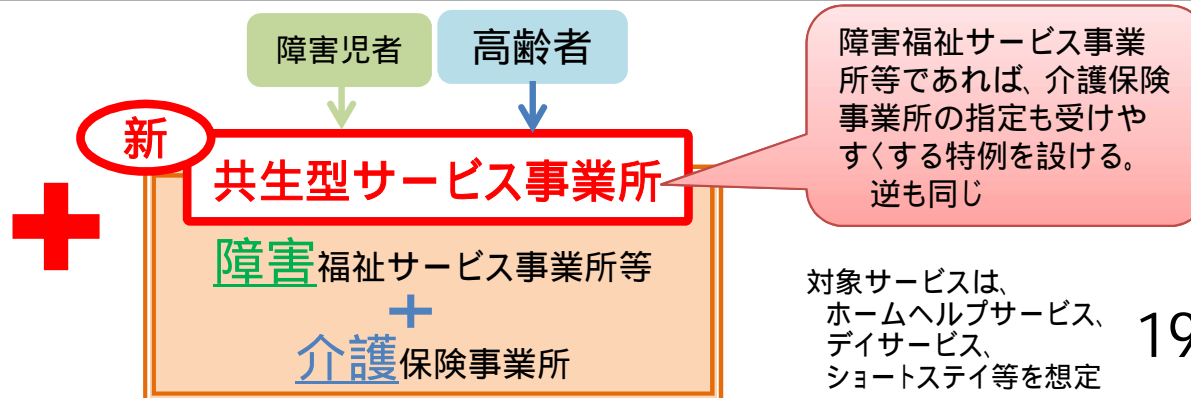 障害児者
高齢者
新
共生型サービス事業所
障害福祉サービス事業所等
+
介護保険事業所
障害福祉サービス事業
所等であれば、介護保険
事業所の指定も受けや
すくする特例を設ける。
逆も同じ
対象サービスは、
ホームヘルプサービス、
デイサービス、
ショートステイ等を想定
19